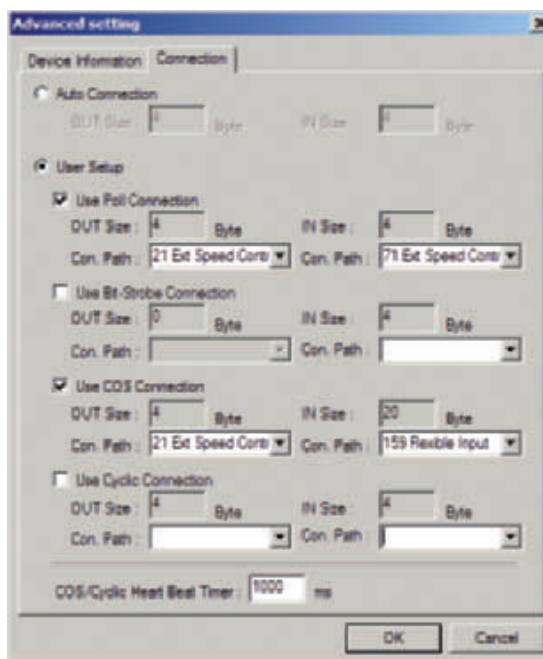 Advanced setting
Device Information Connection
Auto Connection
OUT Size : 4 Byte IN Size : 4 Byte
User Setup
Use Poll Connection
OUT Size : 4 Byte IN Size : 4 Byte
Con. Path : 21 Ext Speed Contr Con. Path : 71 Ext Speed Contr
Use Bit-Strobe Connection
OUT Size : 0 Byte IN Size : 4 Byte
Con. Path : Con. Path :
Use COS Connection
OUT Size : 4 Byte IN Size : 20 Byte
Con. Path : 21 Ext Speed Contr Con. Path : 159 Flexible Input
Use Cyclic Connection
OUT Size : 4 Byte IN Size : 4 Byte
Con. Path : Con. Path :
COS/Cyclic Heart Beat Timer : 1000 ms
OK Cancel